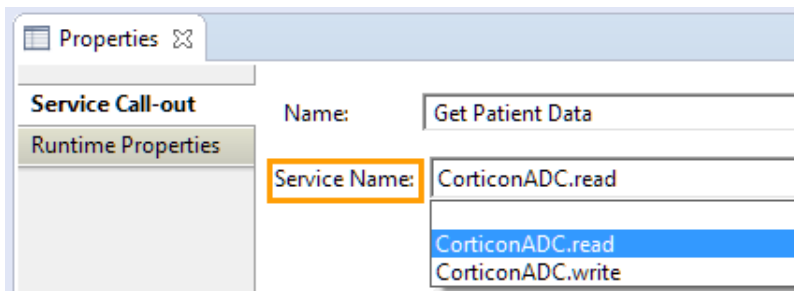 Properties
Service Call-out
Runtime Properties
Name:
Get Patient Data
Service Name:
CorticonADC.read
CorticonADC.read
CorticonADC.write